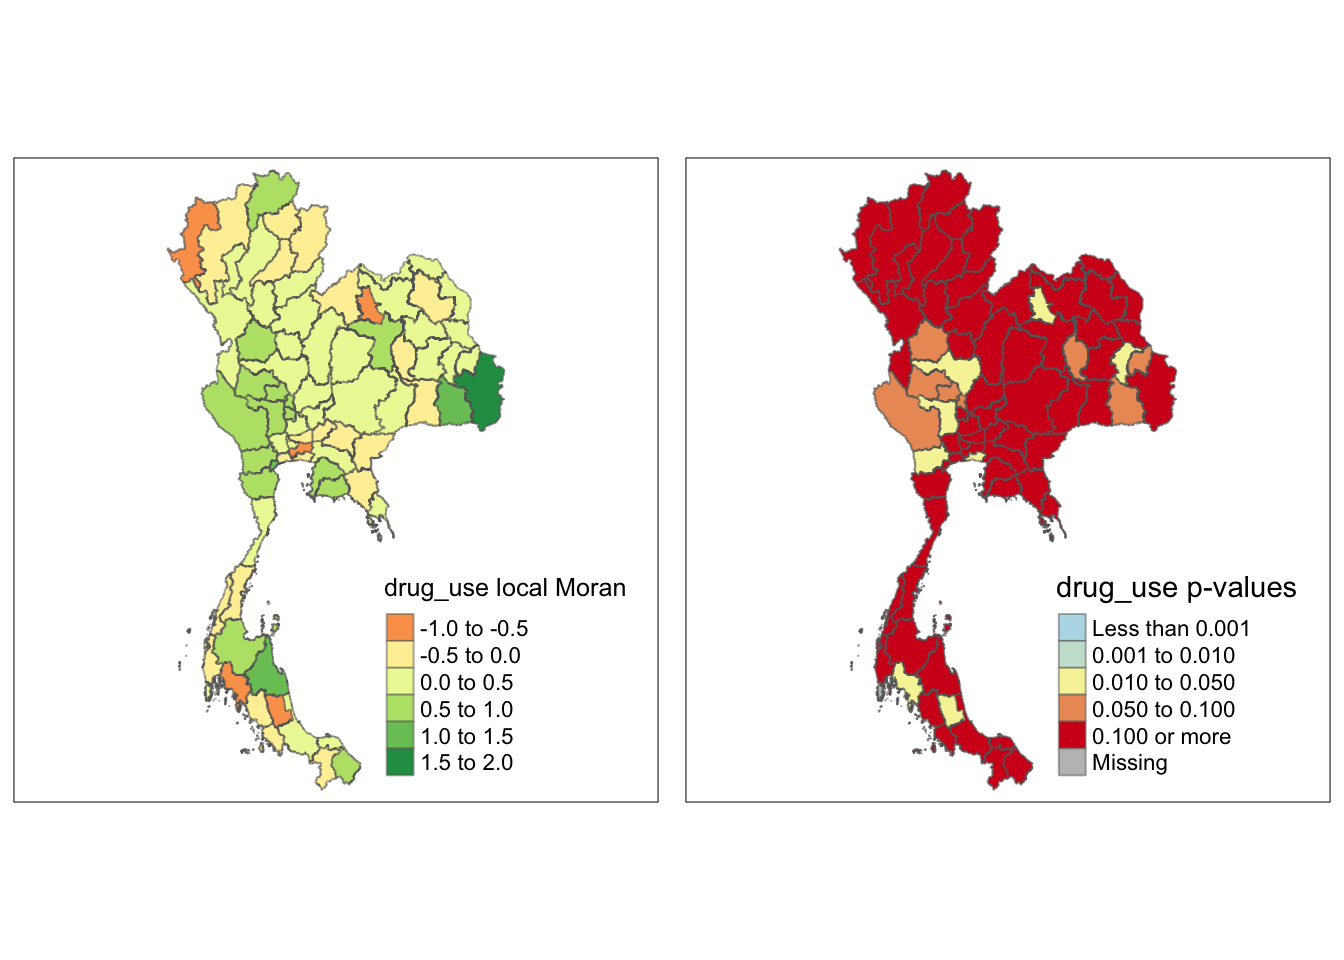 drug_use local Moran
-1.0 to -0.5
-0.5 to 0.0
0.0 to 0.5
0.5 to 1.0
1.0 to 1.5
1.5 to 2.0
drug_use p-values
Less than 0.001
0.001 to 0.010
0.010 to 0.050
0.050 to 0.100
0.100 or more
Missing